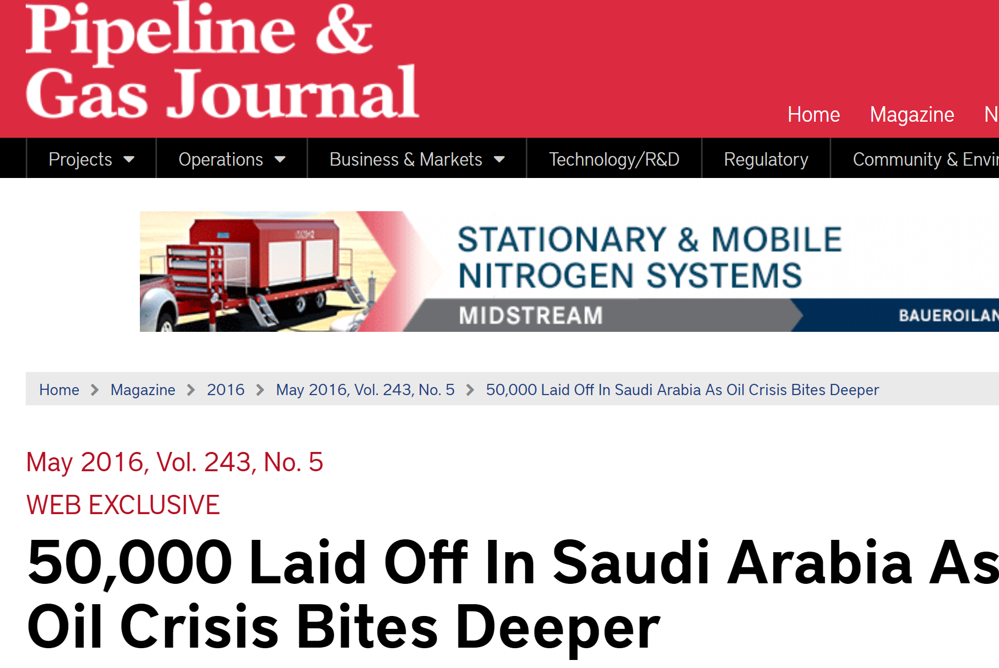 Pipeline &
Gas Journal
Home Magazine N
Projects Operations Business & Markets Technology/R&D Regulatory Community & Envir
STATIONARY & MOBILE
NITROGEN SYSTEMS
MIDSTREAM
BAUEROILAN
Home Magazine 2016 May 2016, Vol. 243, No. 5 50,000 Laid Off In Saudi Arabia As Oil Crisis Bites Deeper
May 2016, Vol. 243, No. 5
WEB EXCLUSIVE
50,000 Laid Off In Saudi Arabia As
Oil Crisis Bites Deeper